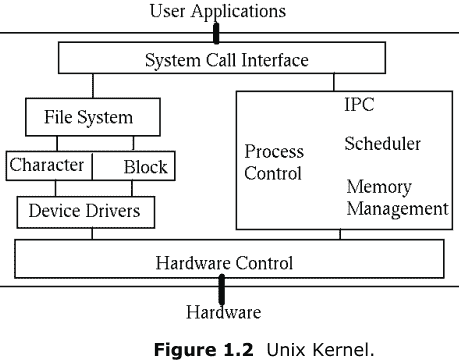 User Applications
System Call Interface
File System
Character
Block
Device Drivers
IPC
Process
Control
Scheduler
Memory
Management
Hardware Control
Hardware
Figure 1.2 Unix Kernel.